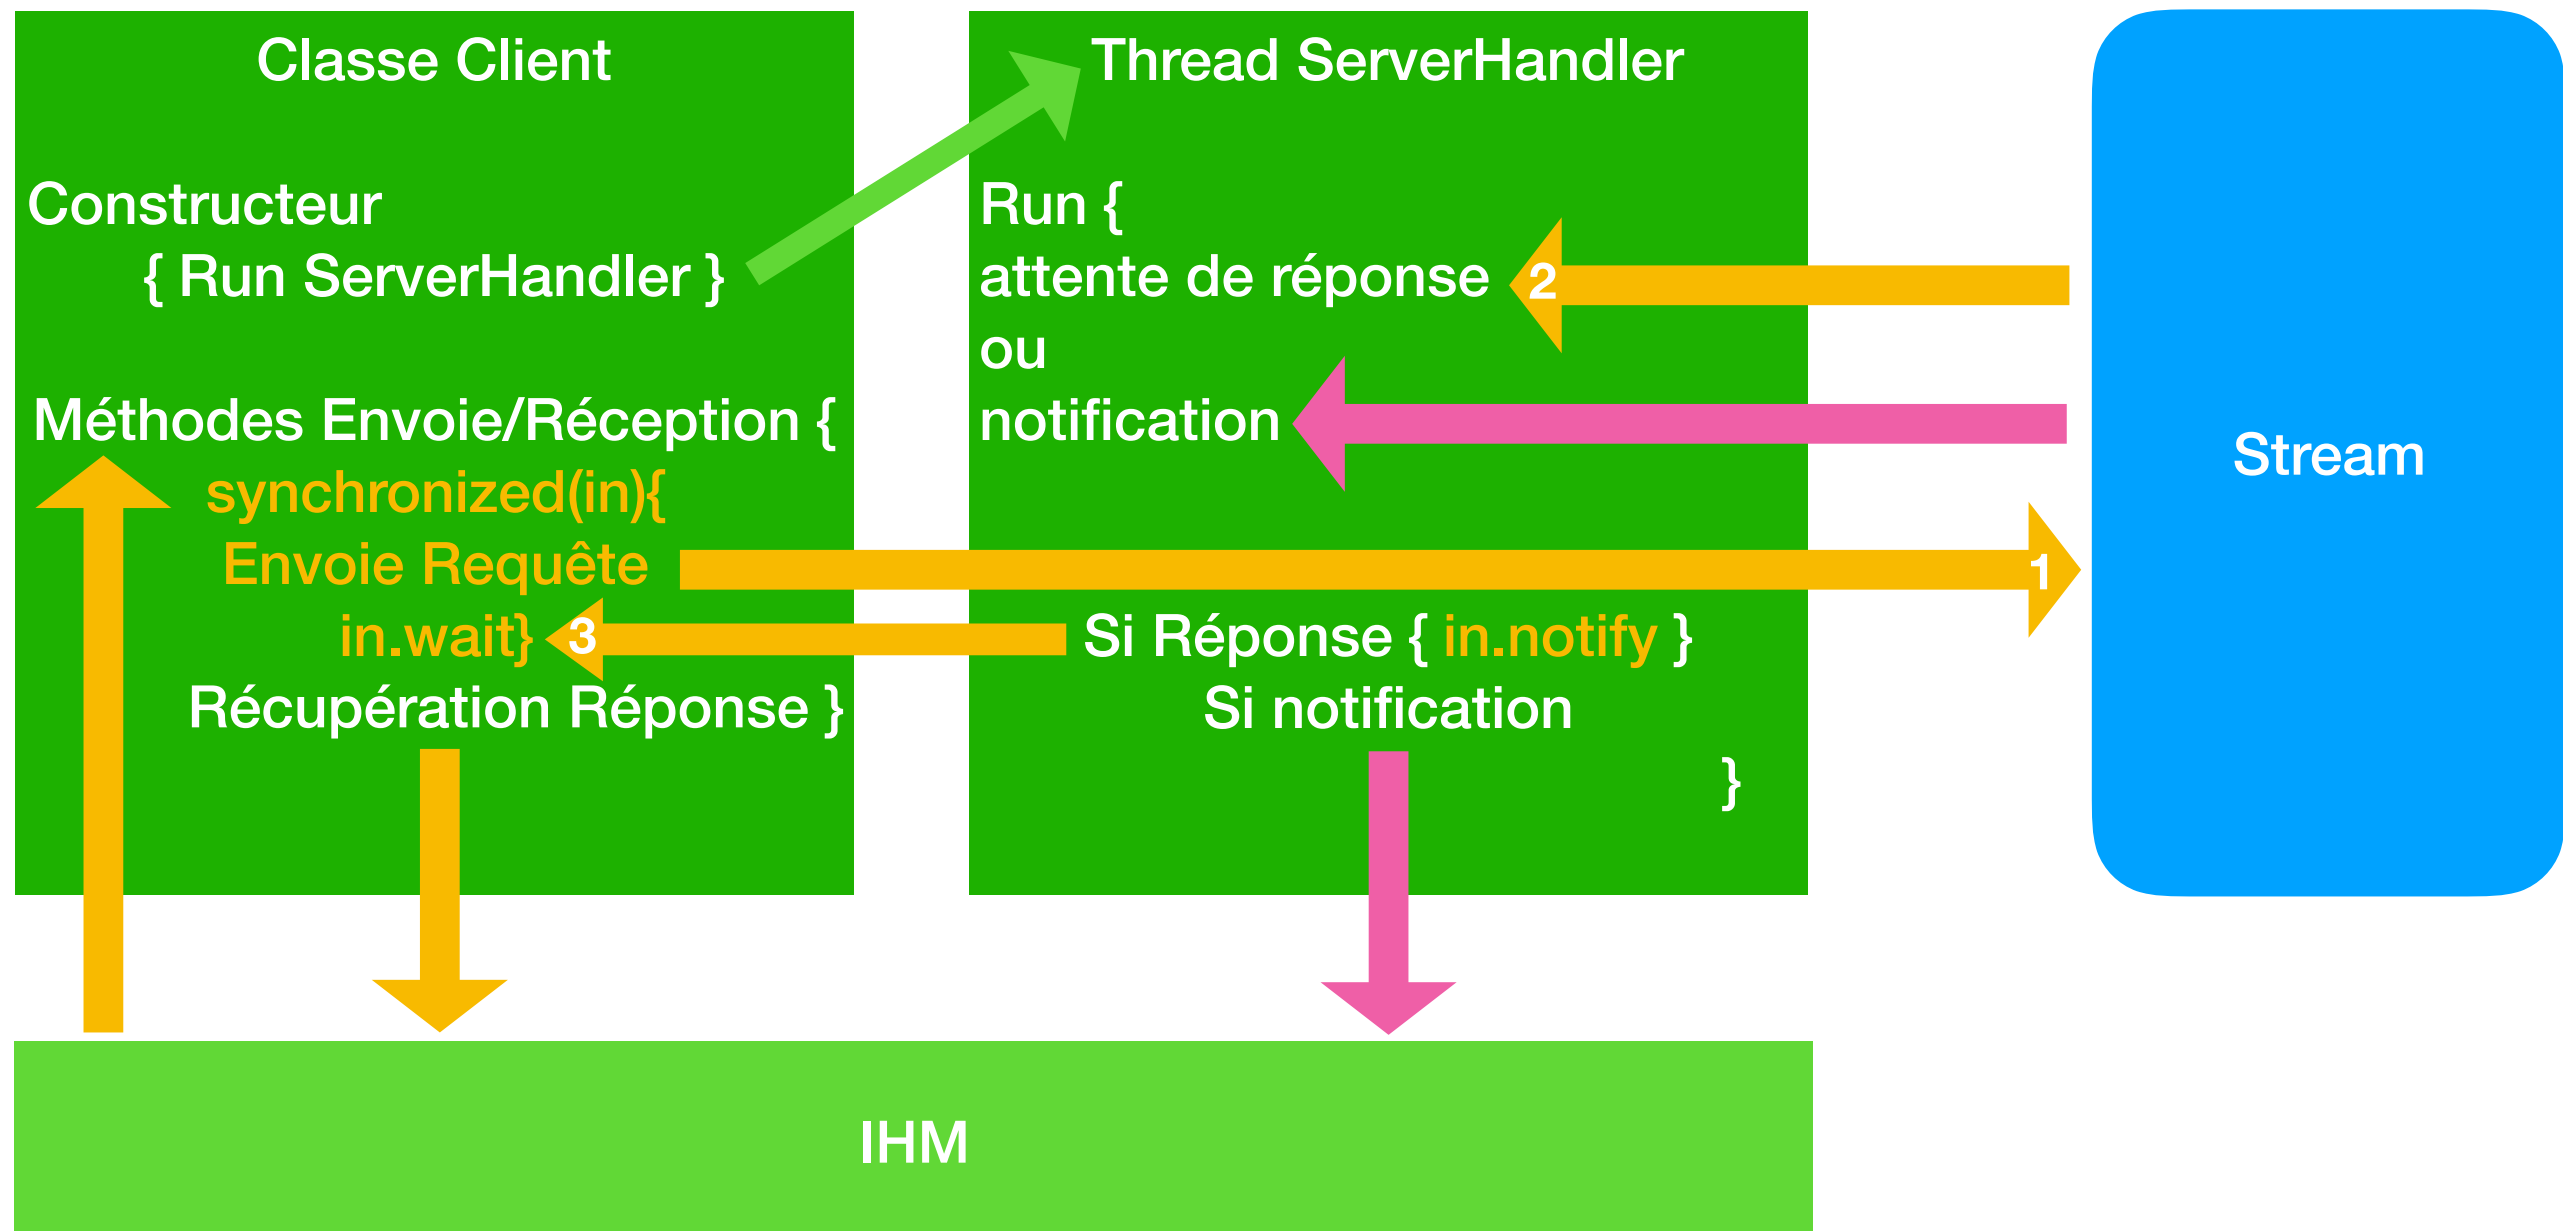 Classe Client
Constructeur
{ Run ServerHandler }
Méthodes Envoie/Réception {
synchronized(in){
Envoie Requête
in.wait}
Récupération Réponse }
Thread ServerHandler
Run {
attente de réponse
ou
notification
Si Réponse { in.notify }
Si notification
}
2
1
3
Stream
IHM